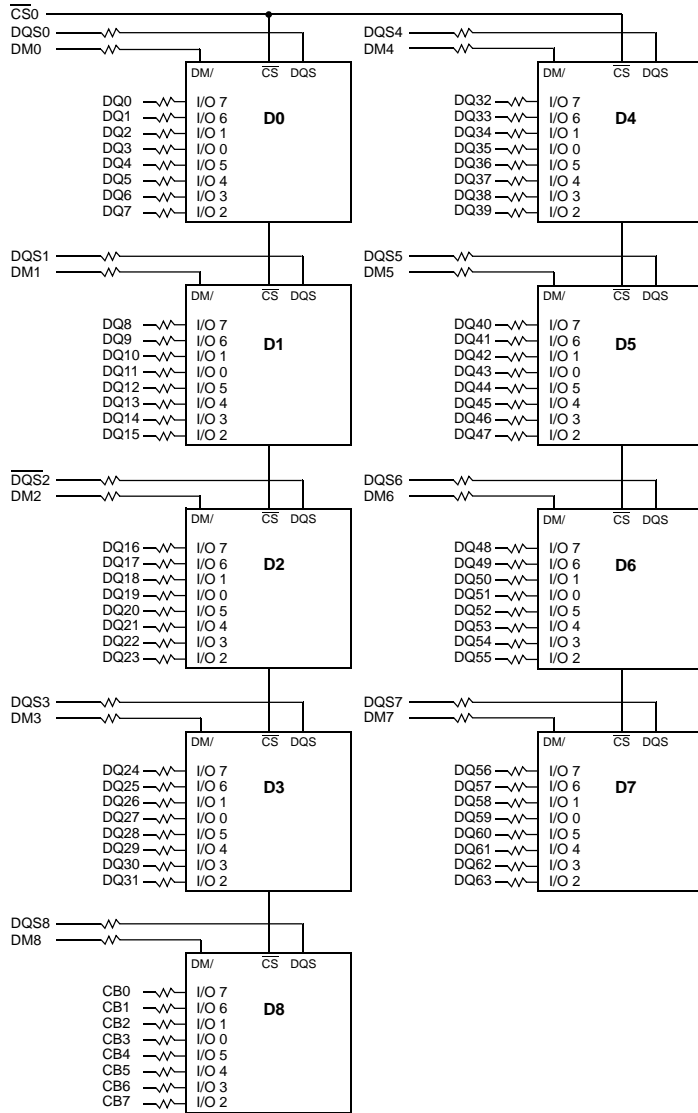 CS0
DQS0
DM0
DM/ CS DQS
D0
DQ0 I/O 7
DQ1 I/O 6
DQ2 I/O 1
DQ3 I/O 0
DQ4 I/O 5
DQ5 I/O 4
DQ6 I/O 3
DQ7 I/O 2
DQS1
DM1
DM/ CS DQS
D1
DQ8 I/O 7
DQ9 I/O 6
DQ10 I/O 1
DQ11 I/O 0
DQ12 I/O 5
DQ13 I/O 4
DQ14 I/O 3
DQ15 I/O 2
DQS2
DM2
DM/ CS DQS
D2
DQ16 I/O 7
DQ17 I/O 6
DQ18 I/O 1
DQ19 I/O 0
DQ20 I/O 5
DQ21 I/O 4
DQ22 I/O 3
DQ23 I/O 2
DQS3
DM3
DM/ CS DQS
D3
DQ24 I/O 7
DQ25 I/O 6
DQ26 I/O 1
DQ27 I/O 0
DQ28 I/O 5
DQ29 I/O 4
DQ30 I/O 3
DQ31 I/O 2
DQS8
DM8
DM/ CS DQS
D8
CB0 I/O 7
CB1 I/O 6
CB2 I/O 1
CB3 I/O 0
CB4 I/O 5
CB5 I/O 4
CB6 I/O 3
CB7 I/O 2
DQS4
DM4
DM/ CS DQS
D4
DQ32 I/O 7
DQ33 I/O 6
DQ34 I/O 1
DQ35 I/O 0
DQ36 I/O 5
DQ37 I/O 4
DQ38 I/O 3
DQ39 I/O 2
DQS5
DM5
DM/ CS DQS
D5
DQ40 I/O 7
DQ41 I/O 6
DQ42 I/O 1
DQ43 I/O 0
DQ44 I/O 5
DQ45 I/O 4
DQ46 I/O 3
DQ47 I/O 2
DQS6
DM6
DM/ CS DQS
D6
DQ48 I/O 7
DQ49 I/O 6
DQ50 I/O 1
DQ51 I/O 0
DQ52 I/O 5
DQ53 I/O 4
DQ54 I/O 3
DQ55 I/O 2
DQS7
DM7
DM/ CS DQS
D7
DQ56 I/O 7
DQ57 I/O 6
DQ58 I/O 1
DQ59 I/O 0
DQ60 I/O 5
DQ61 I/O 4
DQ62 I/O 3
DQ63 I/O 2